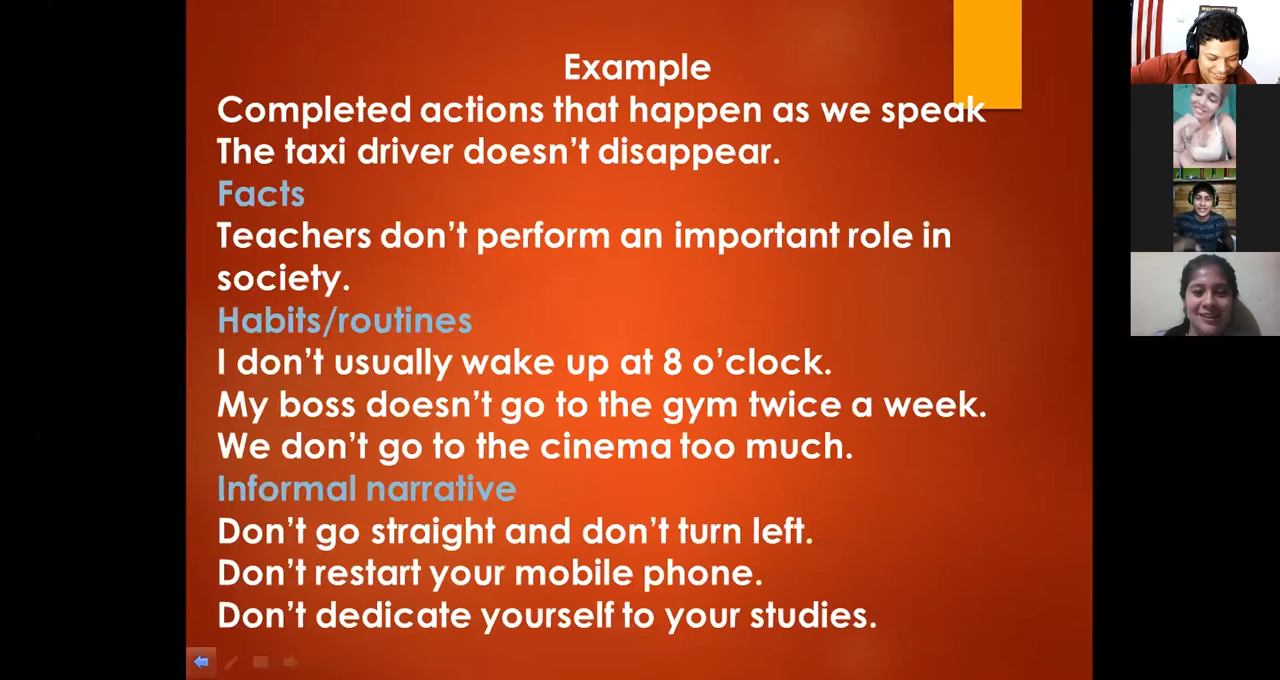 Example
Completed actions that happen as we speak
The taxi driver doesn’t disappear.
Facts
Teachers don’t perform an important role in
society.
Habits/routines
I don’t usually wake up at 8 o’clock.
My boss doesn’t go to the gym twice a week.
We don’t go to the cinema too much.
Informal narrative
Don’t go straight and don’t turn left.
Don’t restart your mobile phone.
Don’t dedicate yourself to your studies.